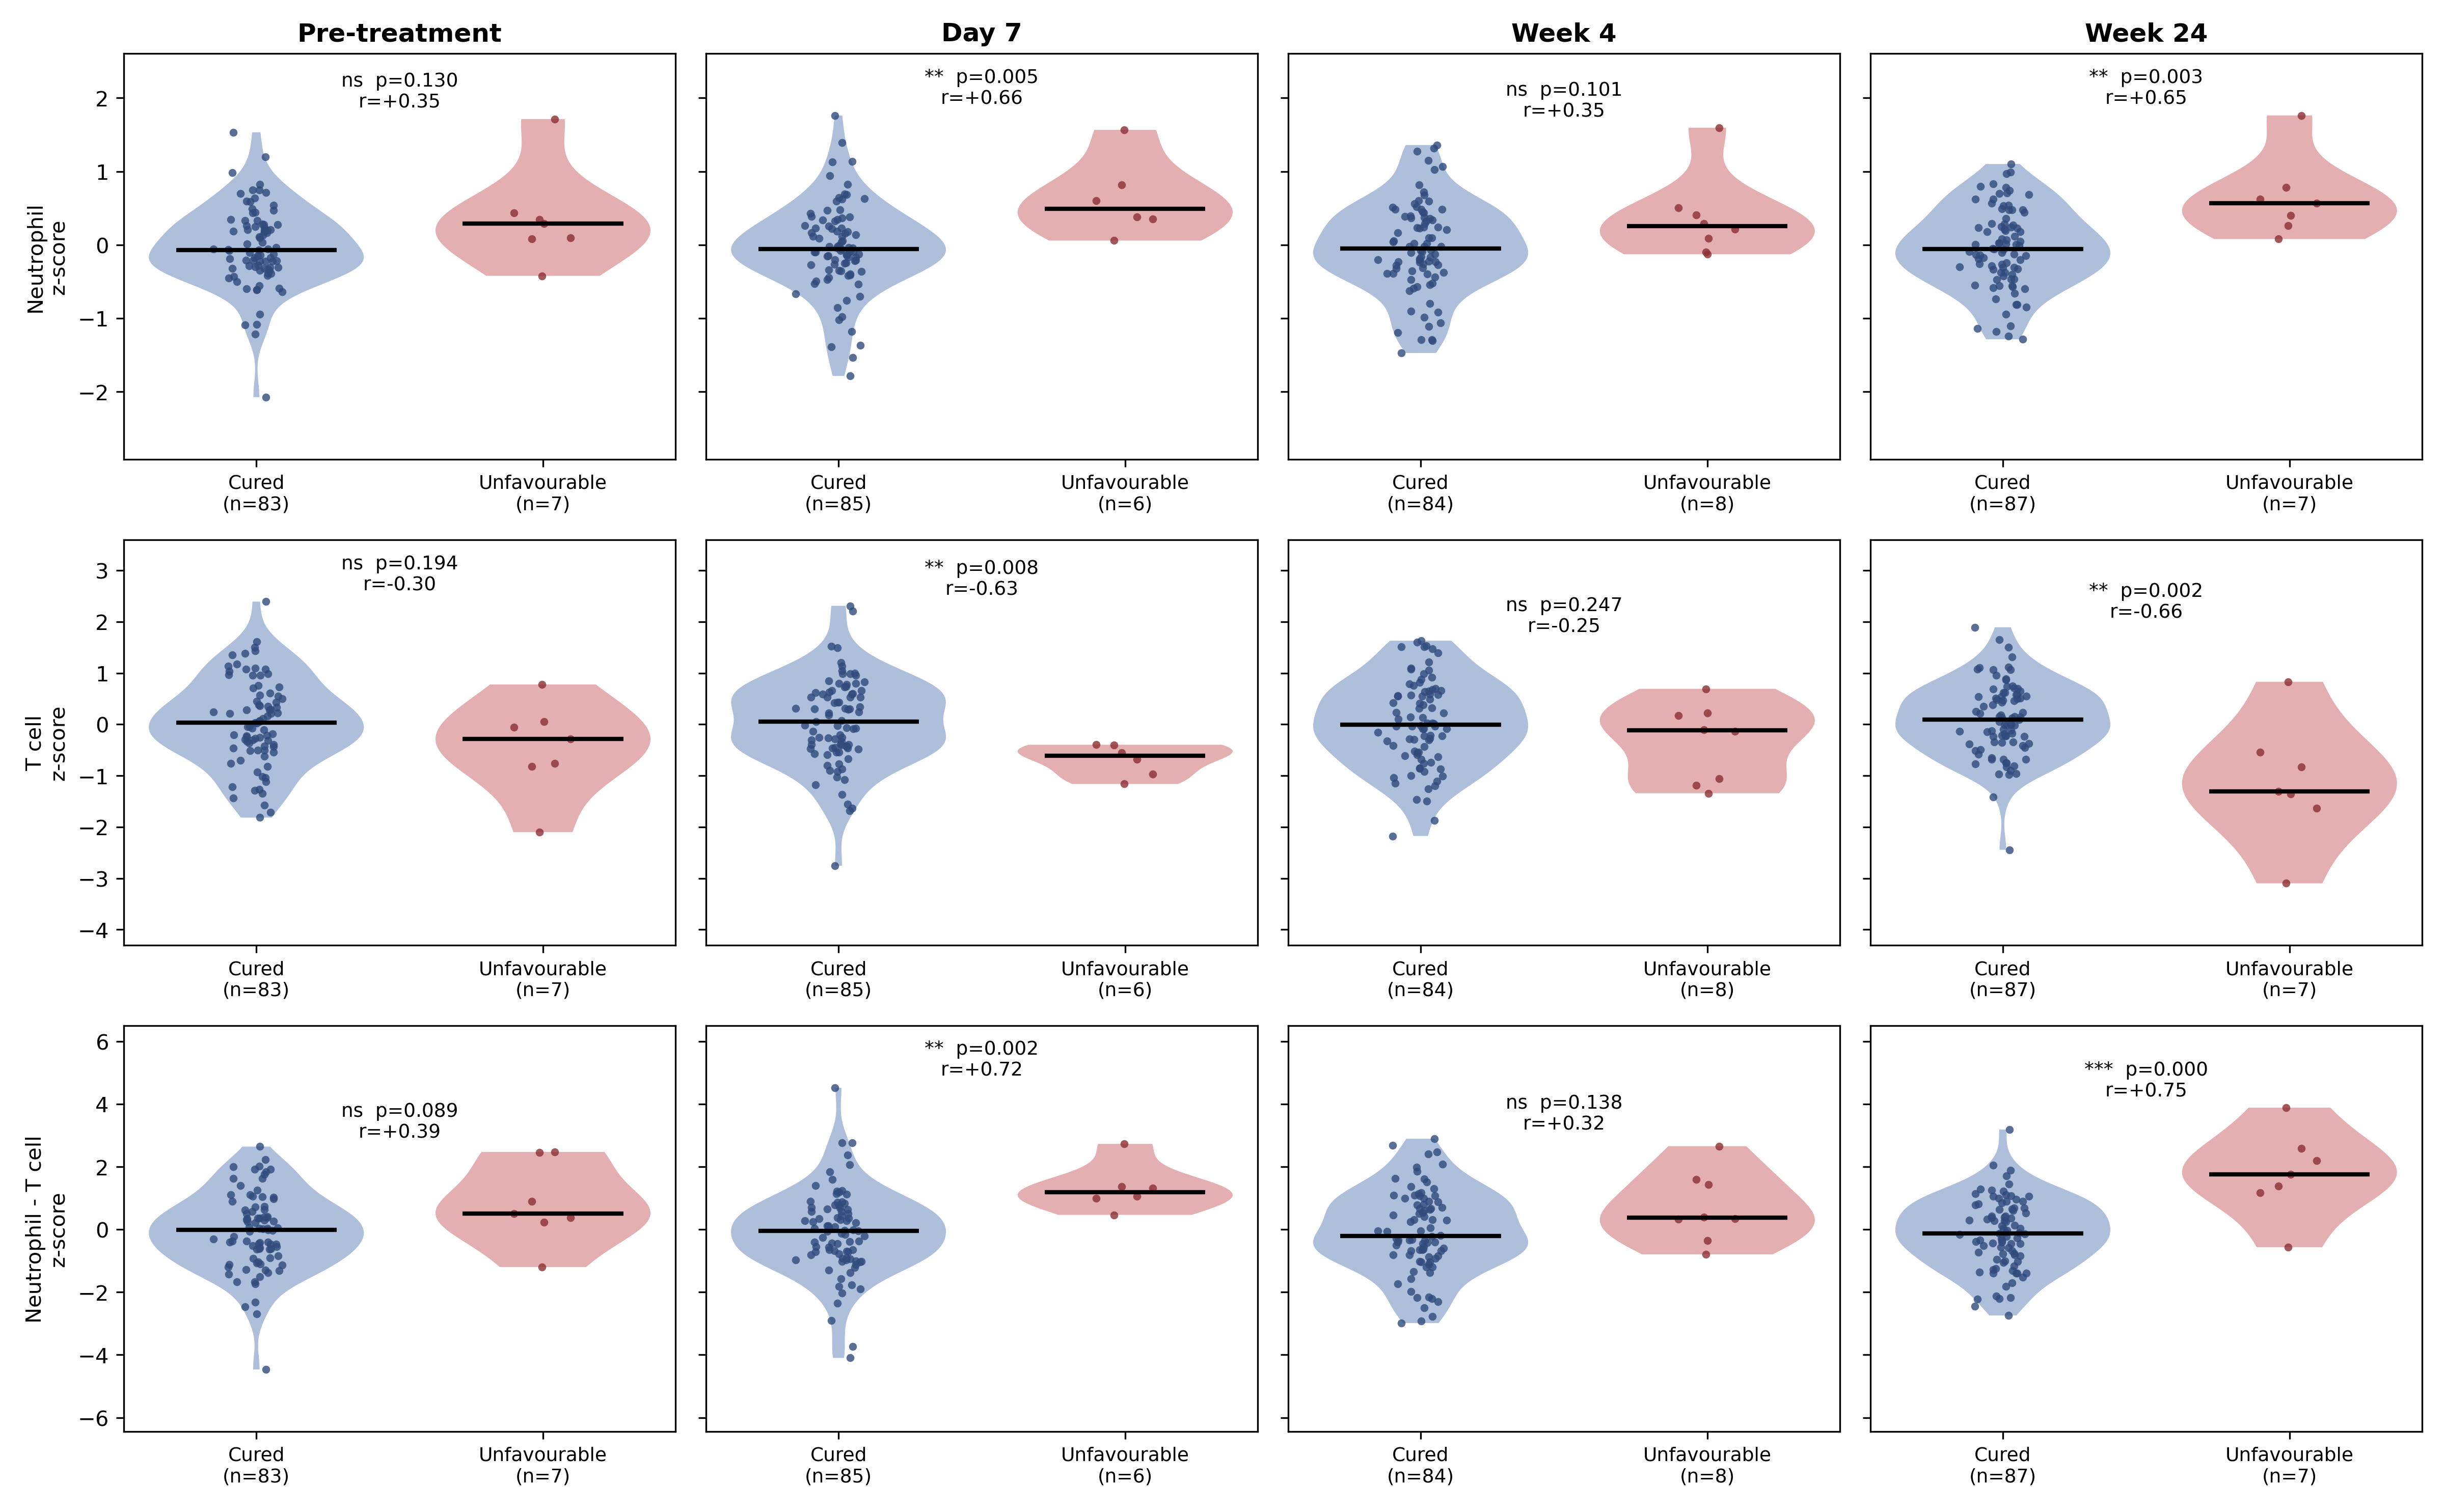 Pre-treatment
Day 7
Week 4
Week 24
Neutrophil
z-score
2
1
0
−1
−2
ns p=0.130
r=+0.35
** p=0.005
r=+0.66
ns p=0.101
r=+0.35
** p=0.003
r=+0.65
Cured
(n=83)
Unfavourable
(n=7)
Cured
(n=85)
Unfavourable
(n=6)
Cured
(n=84)
Unfavourable
(n=8)
Cured
(n=87)
Unfavourable
(n=7)
T cell
z-score
3
2
1
0
−1
−2
−3
−4
ns p=0.194
r=-0.30
** p=0.008
r=-0.63
ns p=0.247
r=-0.25
** p=0.002
r=-0.66
Cured
(n=83)
Unfavourable
(n=7)
Cured
(n=85)
Unfavourable
(n=6)
Cured
(n=84)
Unfavourable
(n=8)
Cured
(n=87)
Unfavourable
(n=7)
Neutrophil - T cell
z-score
6
4
2
0
−2
−4
−6
ns p=0.089
r=+0.39
** p=0.002
r=+0.72
ns p=0.138
r=+0.32
*** p=0.000
r=+0.75
Cured
(n=83)
Unfavourable
(n=7)
Cured
(n=85)
Unfavourable
(n=6)
Cured
(n=84)
Unfavourable
(n=8)
Cured
(n=87)
Unfavourable
(n=7)